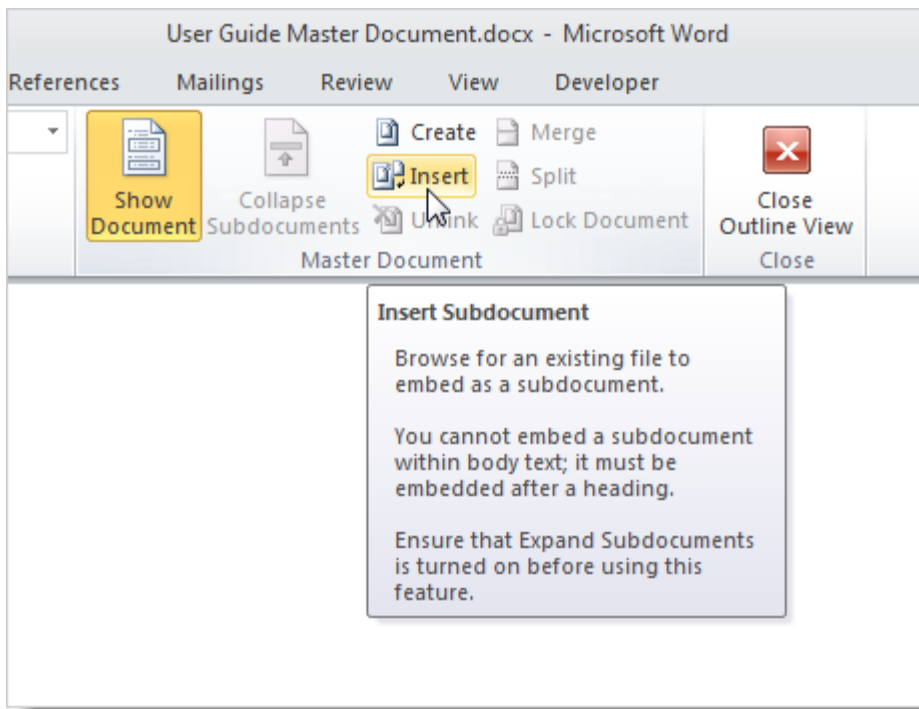 User Guide Master Document.docx - Microsoft Word
References Mailings Review View Developer
Show Document
Collapse Subdocuments
Create
Insert
Unlink
Merge
Split
Lock Document
Master Document
Close Outline View
Close
Insert Subdocument
Browse for an existing file to
embed as a subdocument.
You cannot embed a subdocument
within body text; it must be
embedded after a heading.
Ensure that Expand Subdocuments
is turned on before using this
feature.